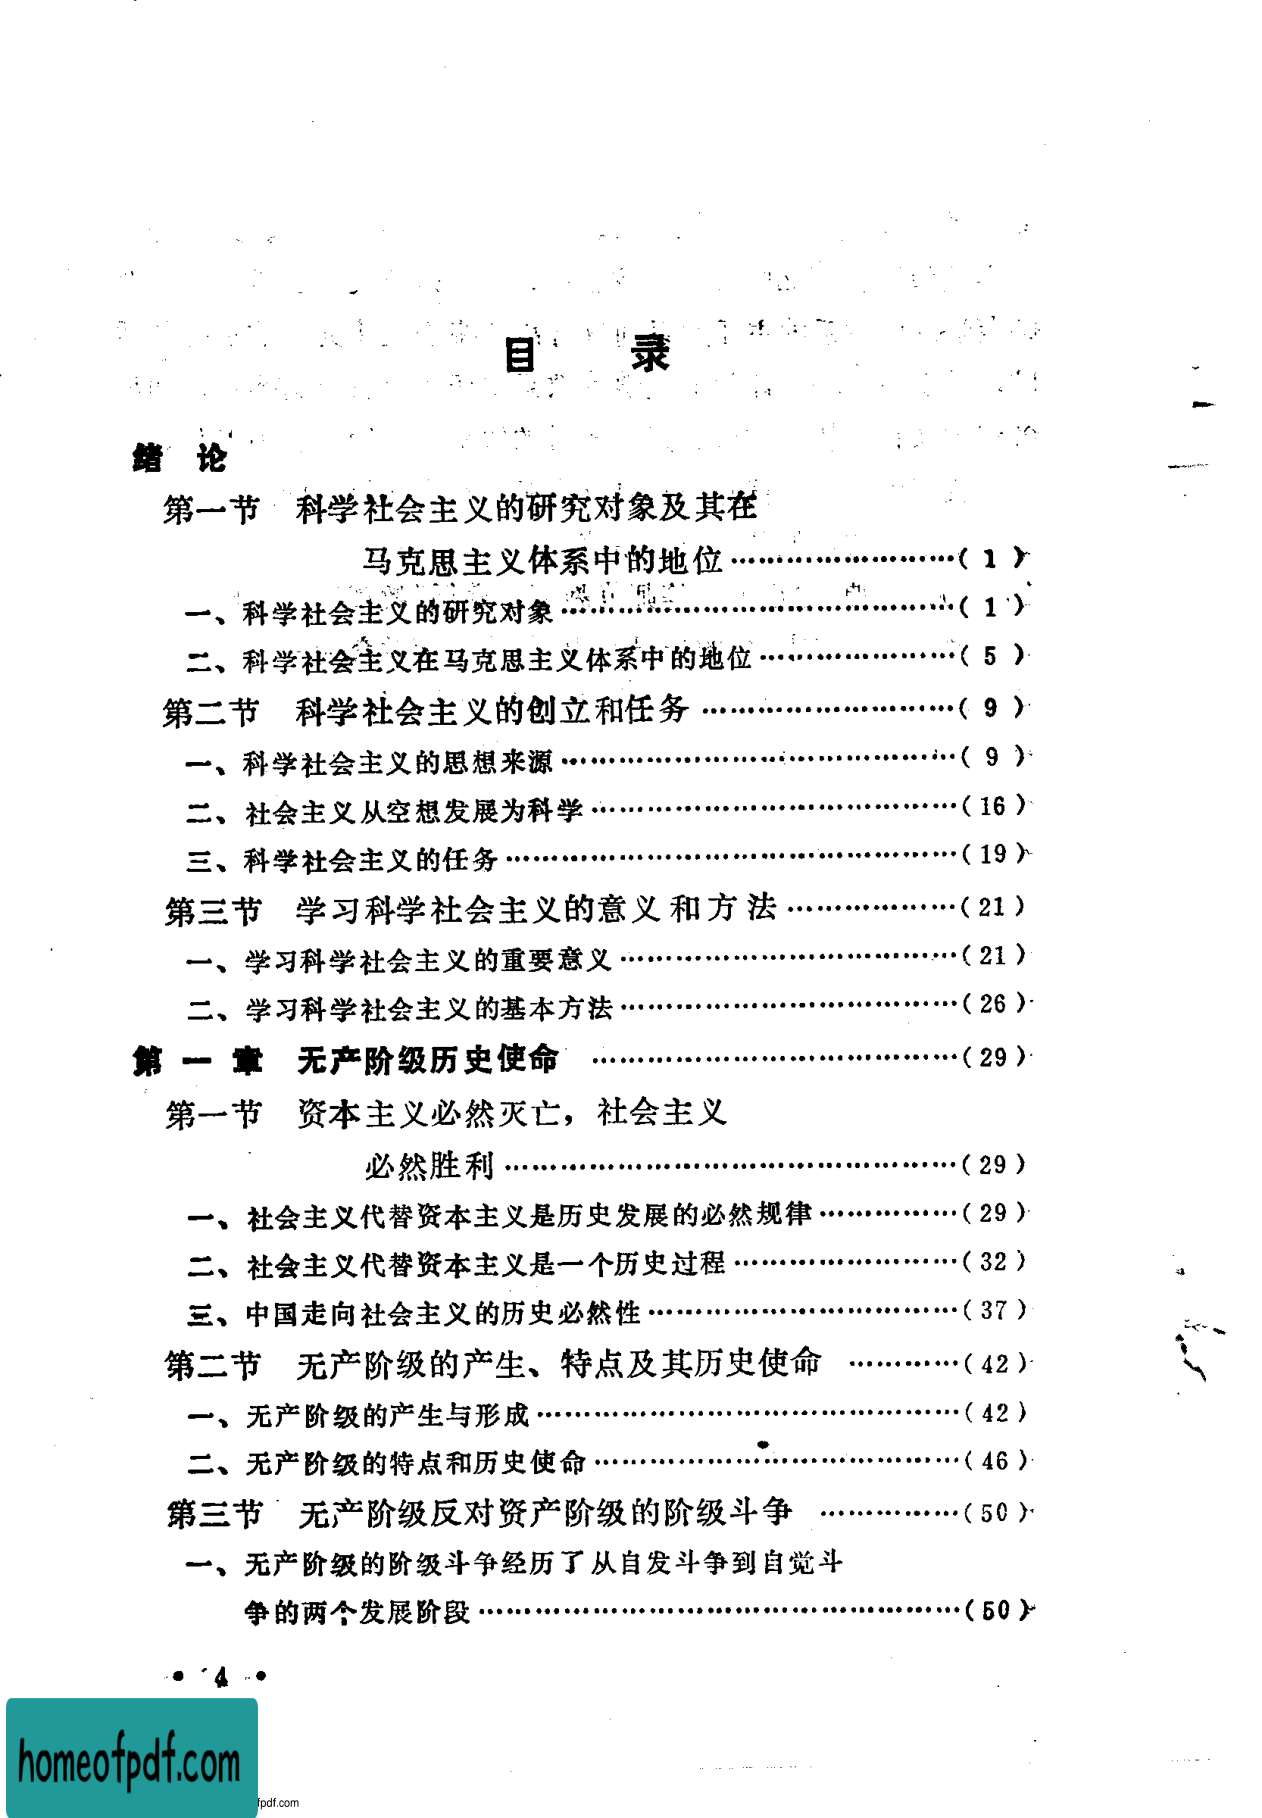 目 录
绪 论
第一节 科学社会主义的研究对象及其在
马克思主义体系中的地位……………………( 1 )
一、科学社会主义的研究对象……………………………………( 1 )
二、科学社会主义在马克思主义体系中的地位…………………( 5 )
第二节 科学社会主义的创立和任务………………………( 9 )
一、科学社会主义的思想来源……………………………………( 9 )
二、社会主义从空想发展为科学…………………………………(16)
三、科学社会主义的任务…………………………………………(19)
第三节 学习科学社会主义的意义和方法………………(21)
一、学习科学社会主义的重要意义………………………………(21)
二、学习科学社会主义的基本方法………………………………(26)
第一章 无产阶级历史使命 …………………………………(29)
第一节 资本主义必然灭亡，社会主义
必然胜利…………………………………………(29)
一、社会主义代替资本主义是历史发展的必然规律……………(29)
二、社会主义代替资本主义是一个历史过程……………………(32)
三、中国走向社会主义的历史必然性……………………………(37)
第二节 无产阶级的产生、特点及其历史使命 …………(42)
一、无产阶级的产生与形成………………………………………(42)
二、无产阶级的特点和历史使命…………………………………(46)
第三节 无产阶级反对资产阶级的阶级斗争 ……………(50)
一、无产阶级的阶级斗争经历了从自发斗争到自觉斗
争的两个发展阶段……………………………………………(50)
• 4 •
homeofpdf.com
fpdf.com